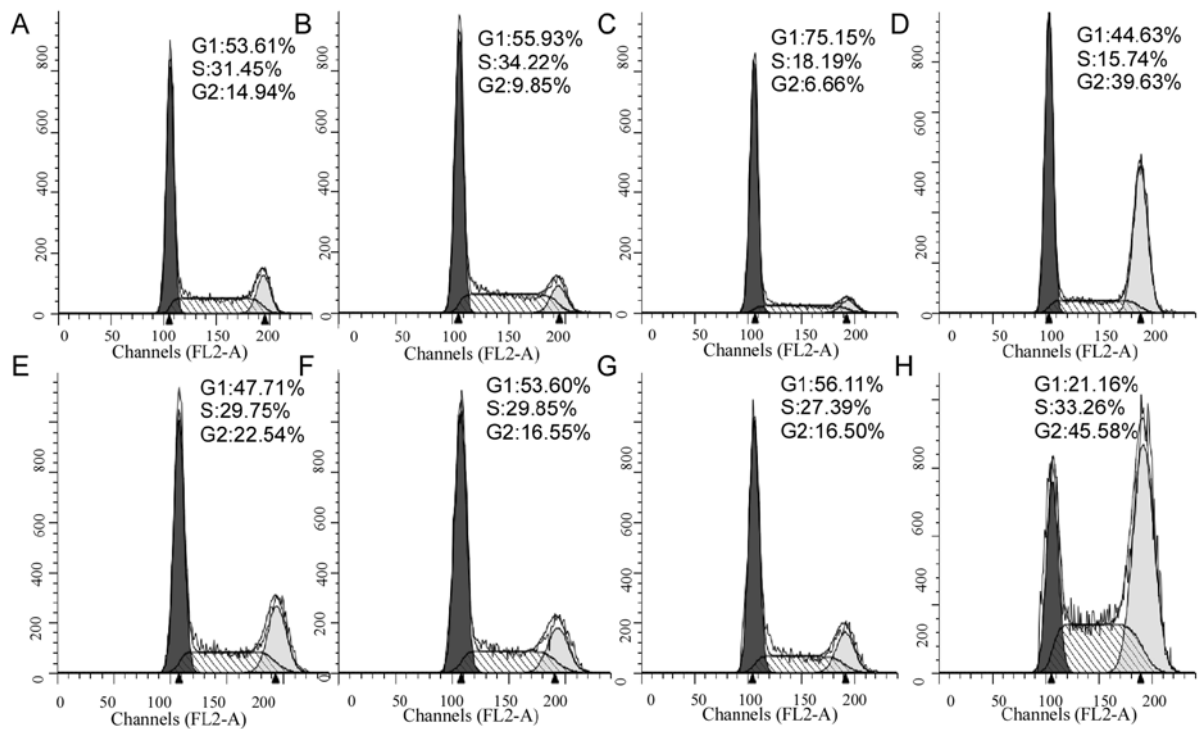 A
G1:53.61%
S:31.45%
G2:14.94%
800
600
400
200
0
0
50
100
150
200
Channels (FL2-A)
B
G1:55.93%
S:34.22%
G2:9.85%
800
600
400
200
0
0
50
100
150
200
Channels (FL2-A)
C
G1:75.15%
S:18.19%
G2:6.66%
800
600
400
200
0
0
50
100
150
200
Channels (FL2-A)
D
G1:44.63%
S:15.74%
G2:39.63%
800
600
400
200
0
0
50
100
150
200
Channels (FL2-A)
E
G1:47.71%
S:29.75%
G2:22.54%
800
600
400
200
0
0
50
100
150
200
Channels (FL2-A)
F
G1:53.60%
S:29.85%
G2:16.55%
800
600
400
200
0
0
50
100
150
200
Channels (FL2-A)
G
G1:56.11%
S:27.39%
G2:16.50%
800
600
400
200
0
0
50
100
150
200
Channels (FL2-A)
H
G1:21.16%
S:33.26%
G2:45.58%
800
600
400
200
0
0
50
100
150
200
Channels (FL2-A)